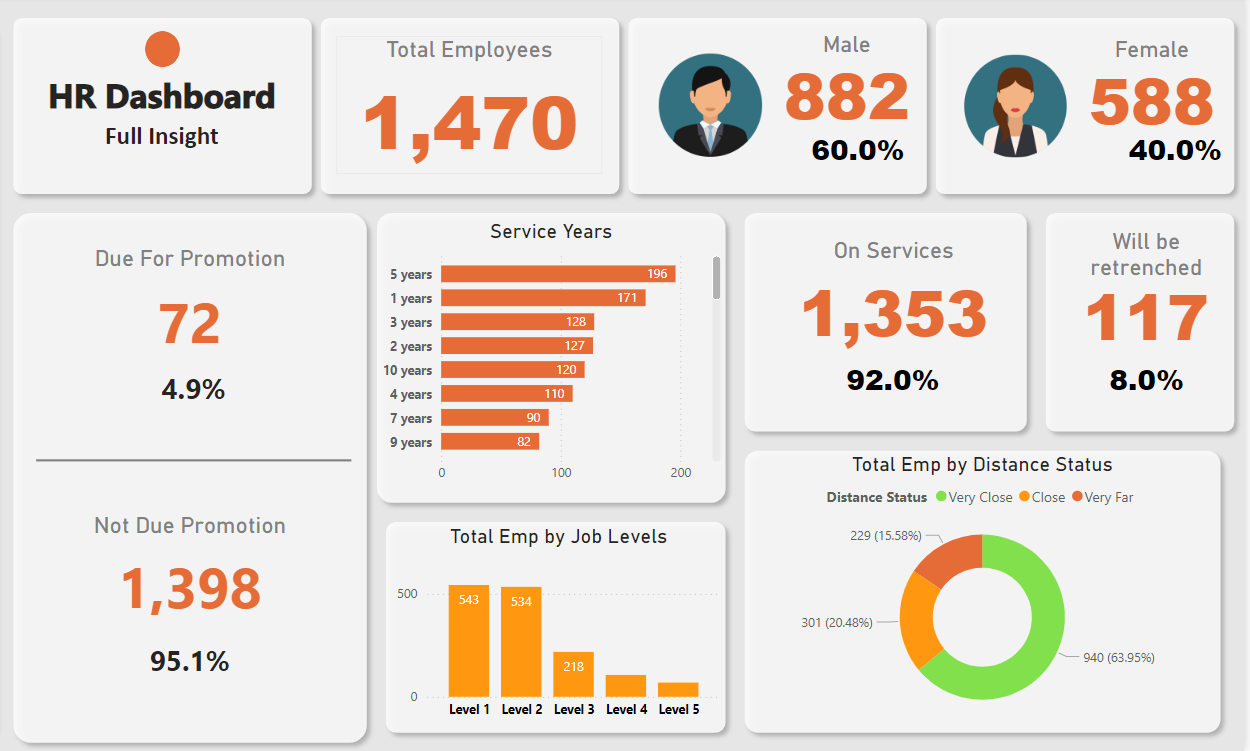 HR Dashboard
Full Insight
Total Employees
1,470
Male
882
60.0%
Female
588
40.0%
Due For Promotion
72
4.9%
Not Due Promotion
1,398
95.1%
Service Years
5 years 196
1 years 171
3 years 128
2 years 127
10 years 120
4 years 110
7 years 90
9 years 82
0 100 200
Total Emp by Job Levels
500
543 534
218
0
Level 1 Level 2 Level 3 Level 4 Level 5
On Services
1,353
92.0%
Will be
retrenched
117
8.0%
Total Emp by Distance Status
Distance Status Very Close Close Very Far
229 (15.58%)
301 (20.48%)
940 (63.95%)